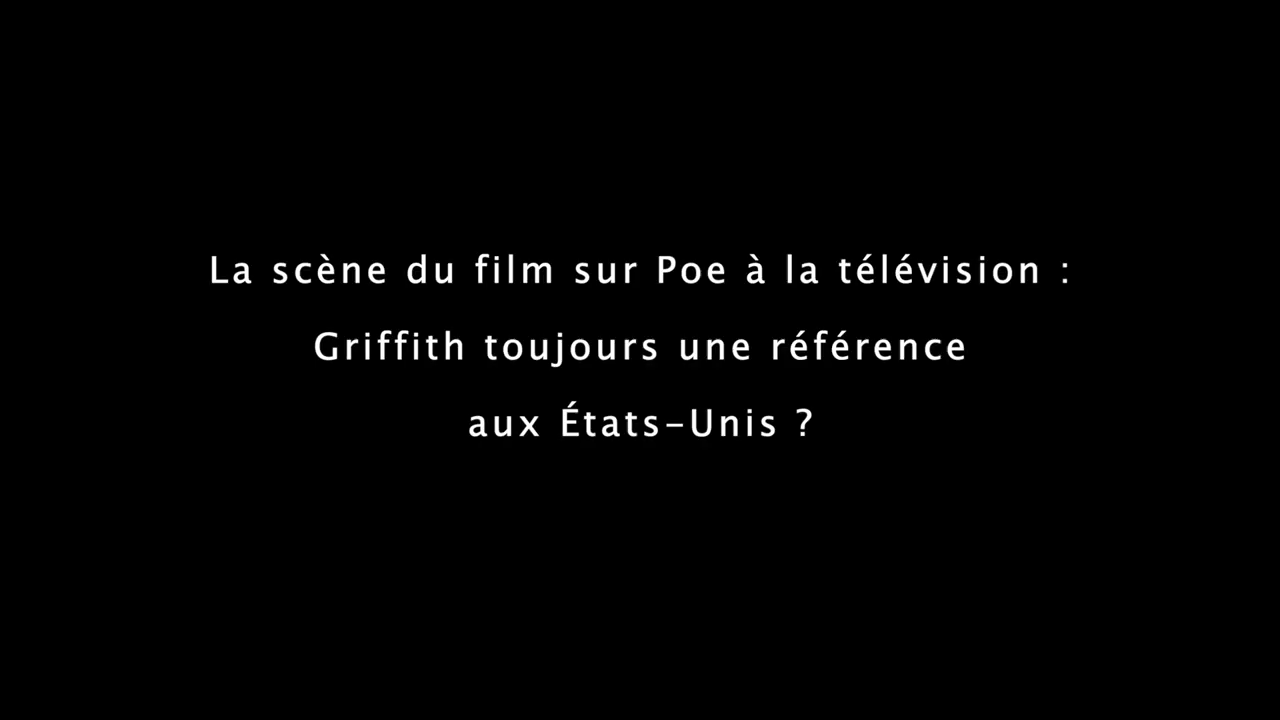 La scène du film sur Poe à la télévision :
Griffith toujours une référence
aux États-Unis ?